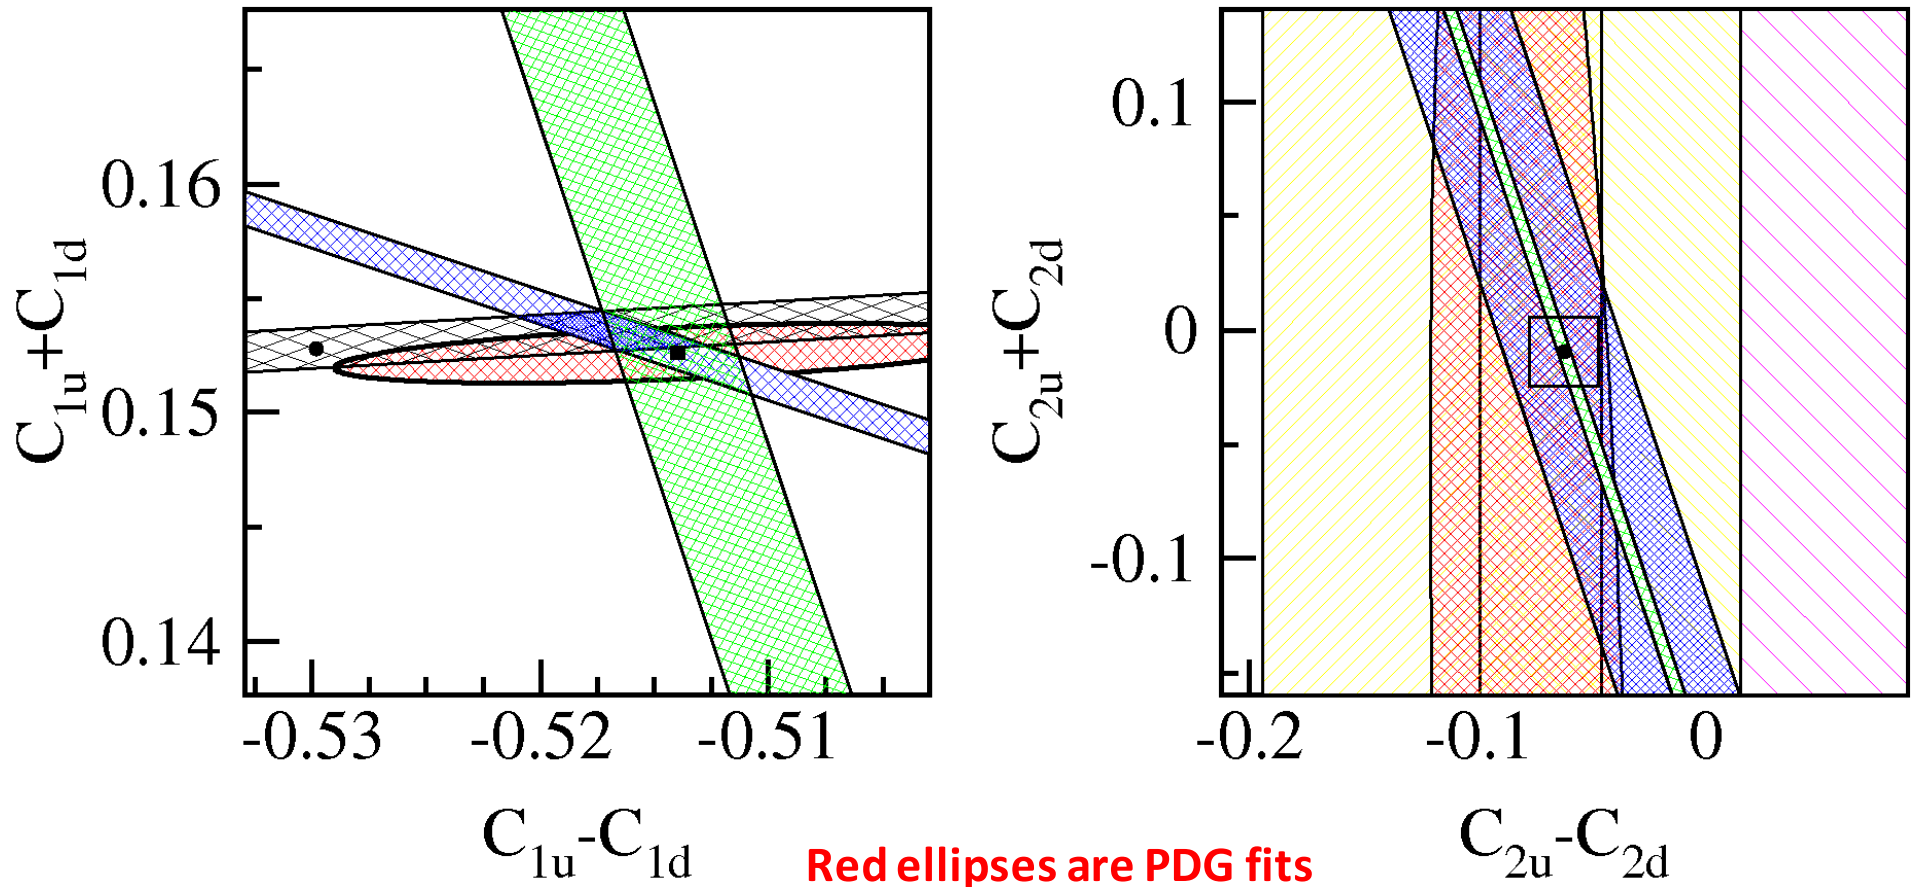 0.16
0.15
0.14
C1u+C1d
-0.53 -0.52 -0.51
C1u-C1d
0.1
0
-0.1
C2u+C2d
-0.2 -0.1 0
C2u-C2d
Red ellipses are PDG fits